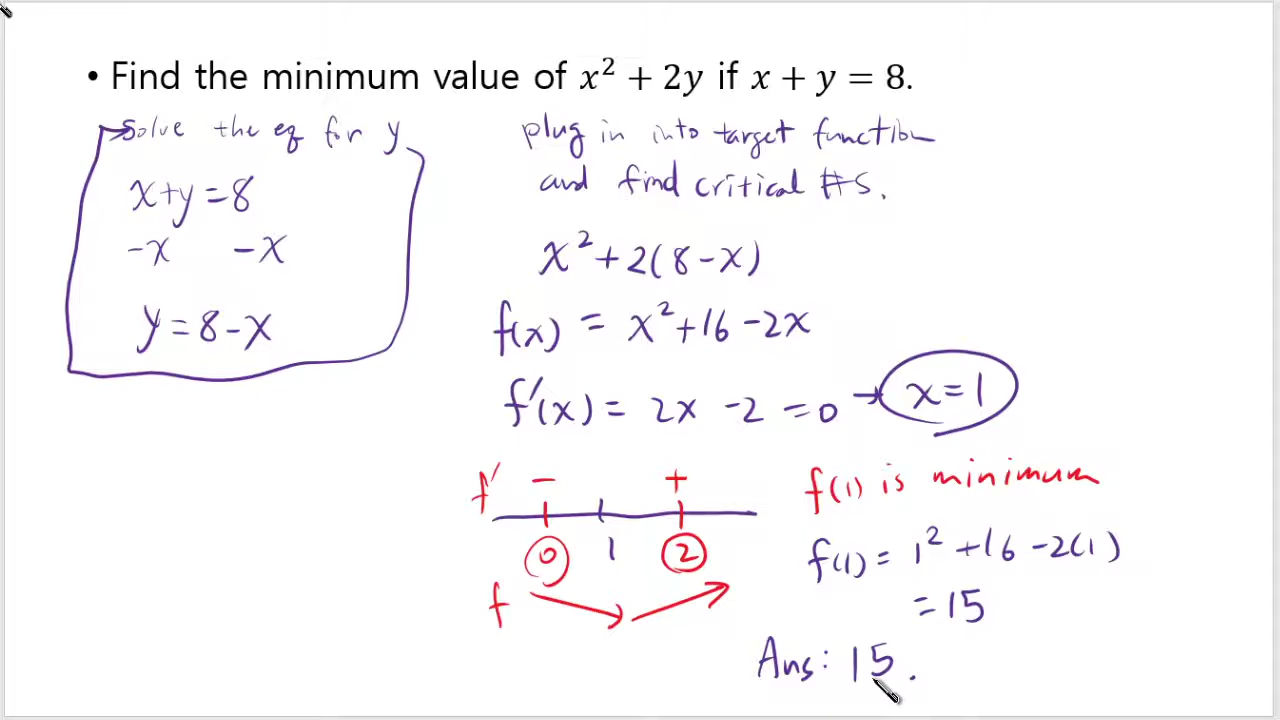 • Find the minimum value of x² + 2y if x + y = 8.
Solve the eq for y
x+y=8
-x -x
y=8-x
plug in into target function
and find critical #s.
x²+2(8-x)
f(x) = x²+16-2x
f'(x) = 2x -2 =0 → x=1
f' - +
0 1 2
f
f(1) is minimum
f(1) = 1² +16 -2(1)
= 15
Ans: 15.